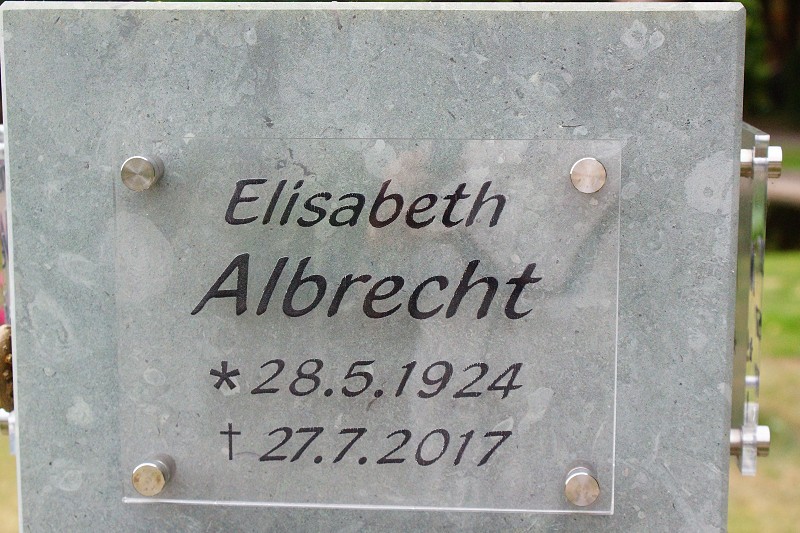 Elisabeth
Albrecht
* 28.5.1924
† 27.7.2017